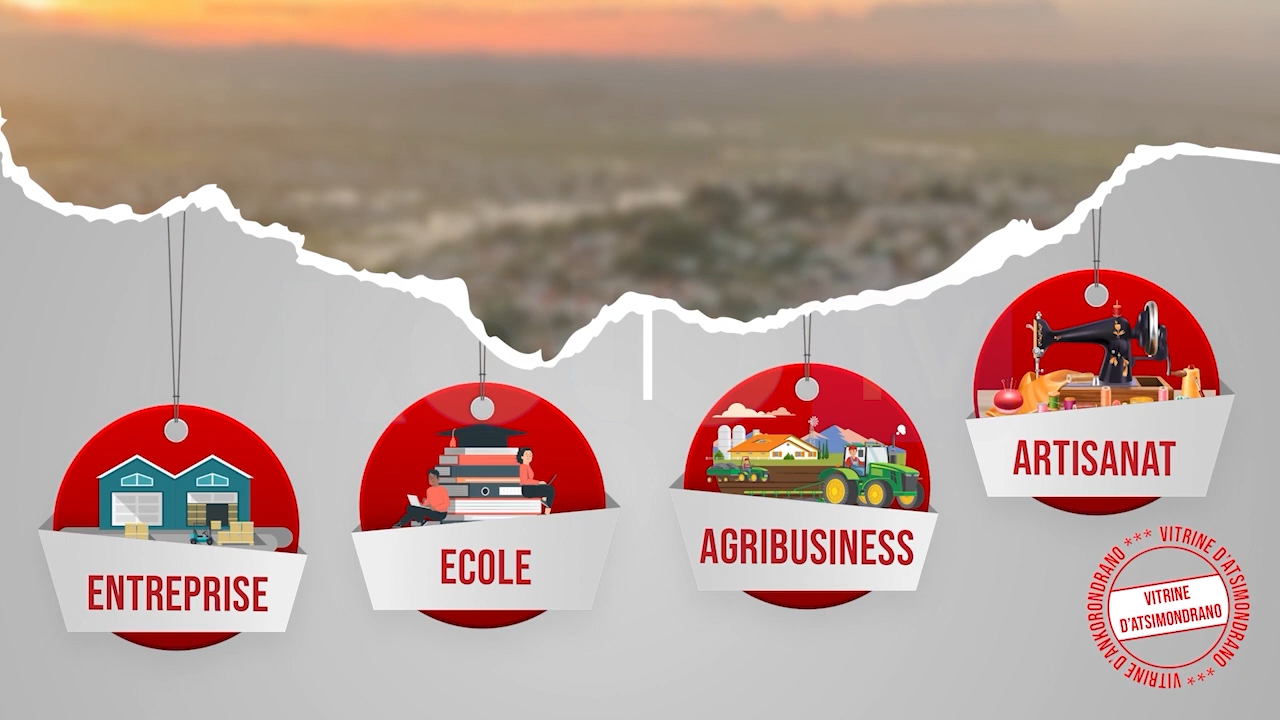 ENTREPRISE
ECOLE
AGRIBUSINESS
ARTISANAT
VITRINE D'ANKORONDRANO *** VITRINE D'ATSIMONDRANO ***
VITRINE
D'ATSIMONDRANO